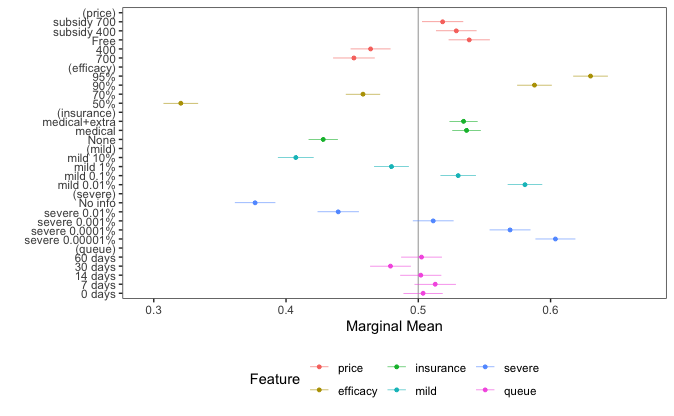 (price)
subsidy 700
subsidy 400
Free
400
700
(efficacy)
95%
90%
70%
50%
(insurance)
medical+extra
medical
None
(mild)
mild 10%
mild 1%
mild 0.1%
mild 0.01%
(severe)
No info
severe 0.01%
severe 0.001%
severe 0.0001%
severe 0.00001%
(queue)
60 days
30 days
14 days
7 days
0 days
0.3 0.4 0.5 0.6
Marginal Mean
Feature
price insurance severe
efficacy mild queue